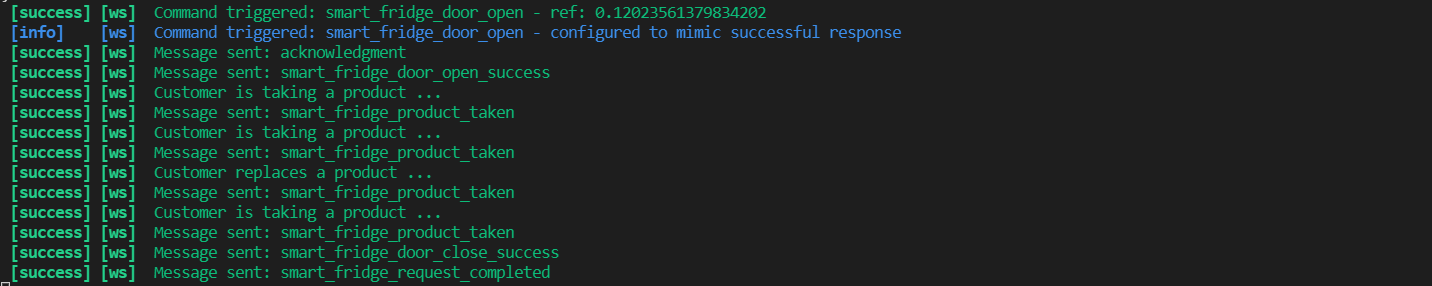 [success] [ws] Command triggered: smart_fridge_door_open - ref: 0.12023561379834202
[info] [ws] Command triggered: smart_fridge_door_open - configured to mimic successful response
[success] [ws] Message sent: acknowledgment
[success] [ws] Message sent: smart_fridge_door_open_success
[success] [ws] Customer is taking a product ...
[success] [ws] Message sent: smart_fridge_product_taken
[success] [ws] Customer is taking a product ...
[success] [ws] Message sent: smart_fridge_product_taken
[success] [ws] Customer replaces a product ...
[success] [ws] Message sent: smart_fridge_product_taken
[success] [ws] Customer is taking a product ...
[success] [ws] Message sent: smart_fridge_product_taken
[success] [ws] Message sent: smart_fridge_door_close_success
[success] [ws] Message sent: smart_fridge_request_completed